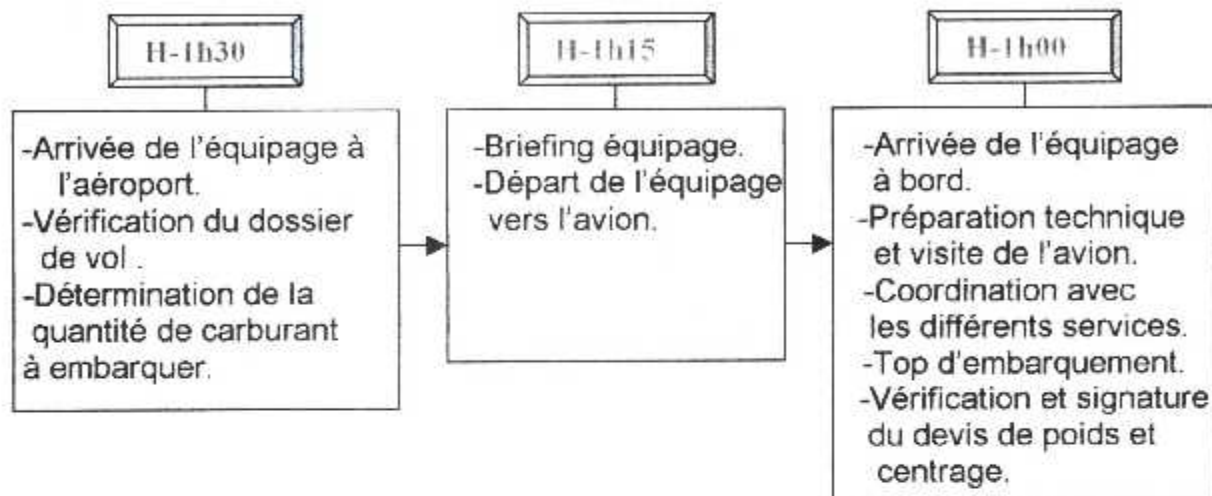 H-1h30
-Arrivée de l'équipage à
l'aéroport.
-Vérification du dossier
de vol .
-Détermination de la
quantité de carburant
à embarquer.
H-1h15
-Briefing équipage.
-Départ de l'équipage
vers l'avion.
H-1h00
-Arrivée de l'équipage
à bord.
-Préparation technique
et visite de l'avion.
-Coordination avec
les différents services.
-Top d'embarquement.
-Vérification et signature
du devis de poids et
centrage.